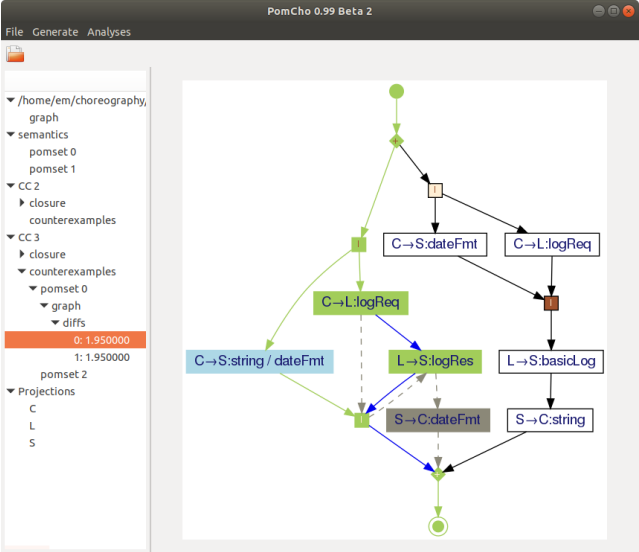 PomCho 0.99 Beta 2
File Generate Analyses
/home/em/choreography,
graph
semantics
pomset 0
pomset 1
CC 2
closure
counterexamples
CC 3
closure
counterexamples
pomset 0
graph
diffs
0: 1.950000
1: 1.950000
pomset 2
Projections
C
L
S
+
|
C→S:dateFmt C→L:logReq
|
C→L:logReq
|
C→S:string / dateFmt L→S:logRes L→S:basicLog
| S→C:dateFmt S→C:string
+